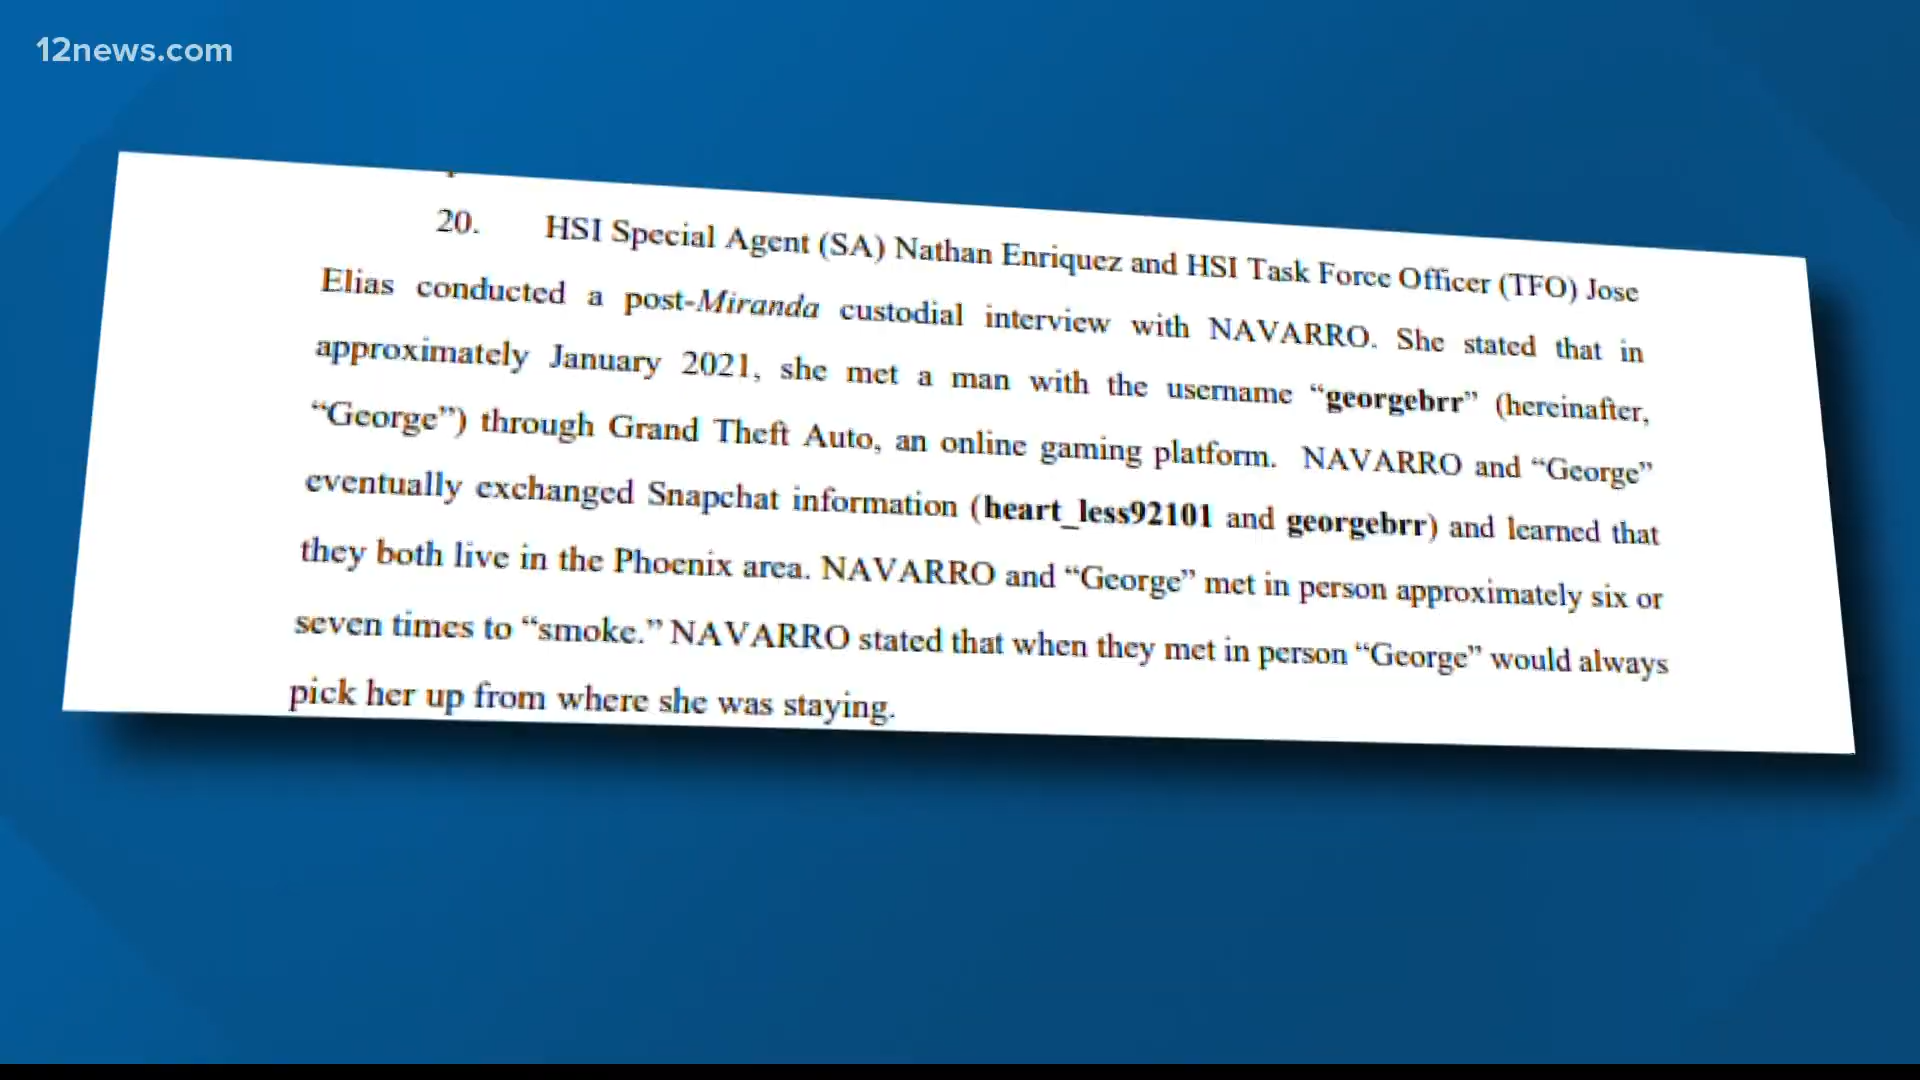 12news.com
20. HSI Special Agent (SA) Nathan Enriquez and HSI Task Force Officer (TFO) Jose
Elias conducted a post-Miranda custodial interview with NAVARRO. She stated that in
approximately January 2021, she met a man with the username “georgebrr” (hereinafter,
“George”) through Grand Theft Auto, an online gaming platform. NAVARRO and “George”
eventually exchanged Snapchat information (heart_less92101 and georgebrr) and learned that
they both live in the Phoenix area. NAVARRO and “George” met in person approximately six or
seven times to “smoke.” NAVARRO stated that when they met in person “George” would always
pick her up from where she was staying.